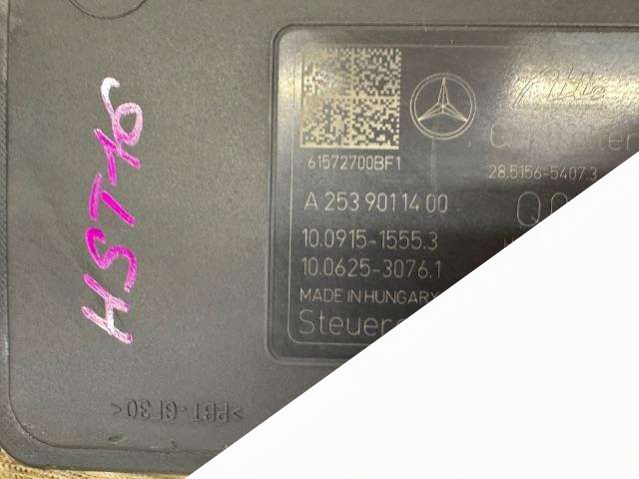 HST16
61572700BF1
28.5156-5407.3
A 253 901 14 00
10.0915-1555.3
10.0625-3076.1
MADE IN HUNGARY
>PBT-GF30<